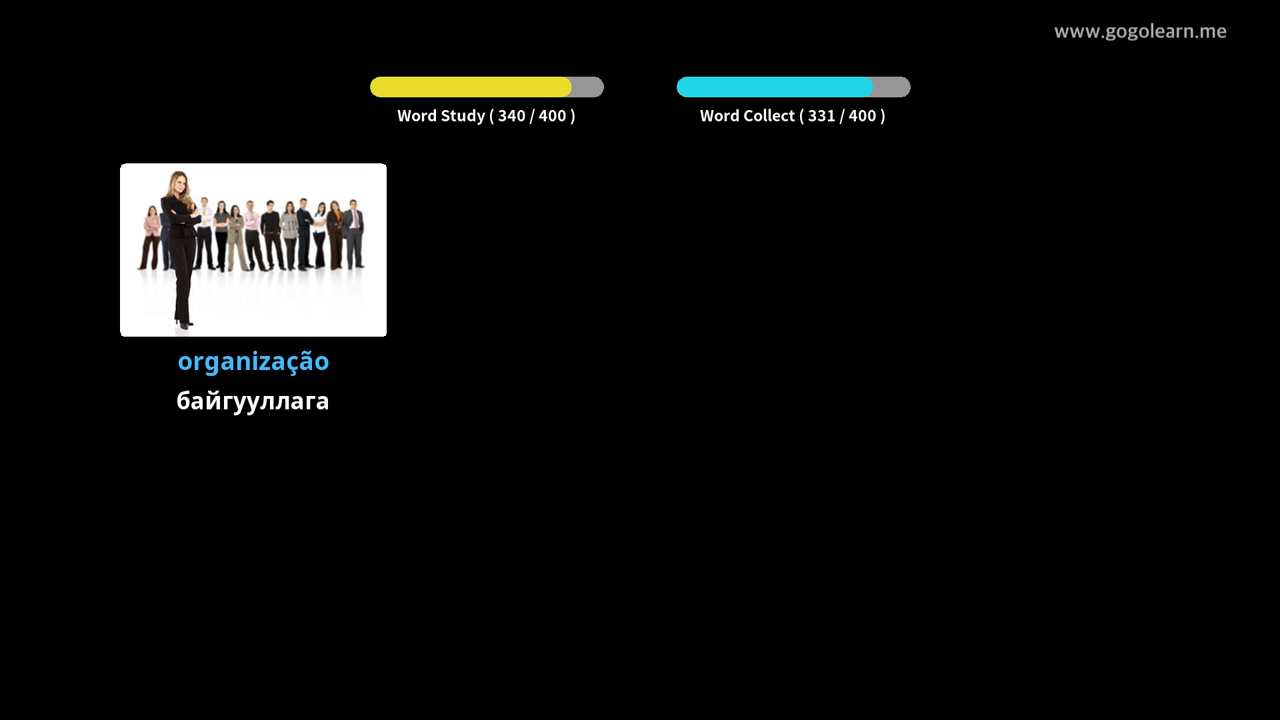 www.gogolearn.me
Word Study ( 340 / 400 )
Word Collect ( 331 / 400 )
organização
байгууллага